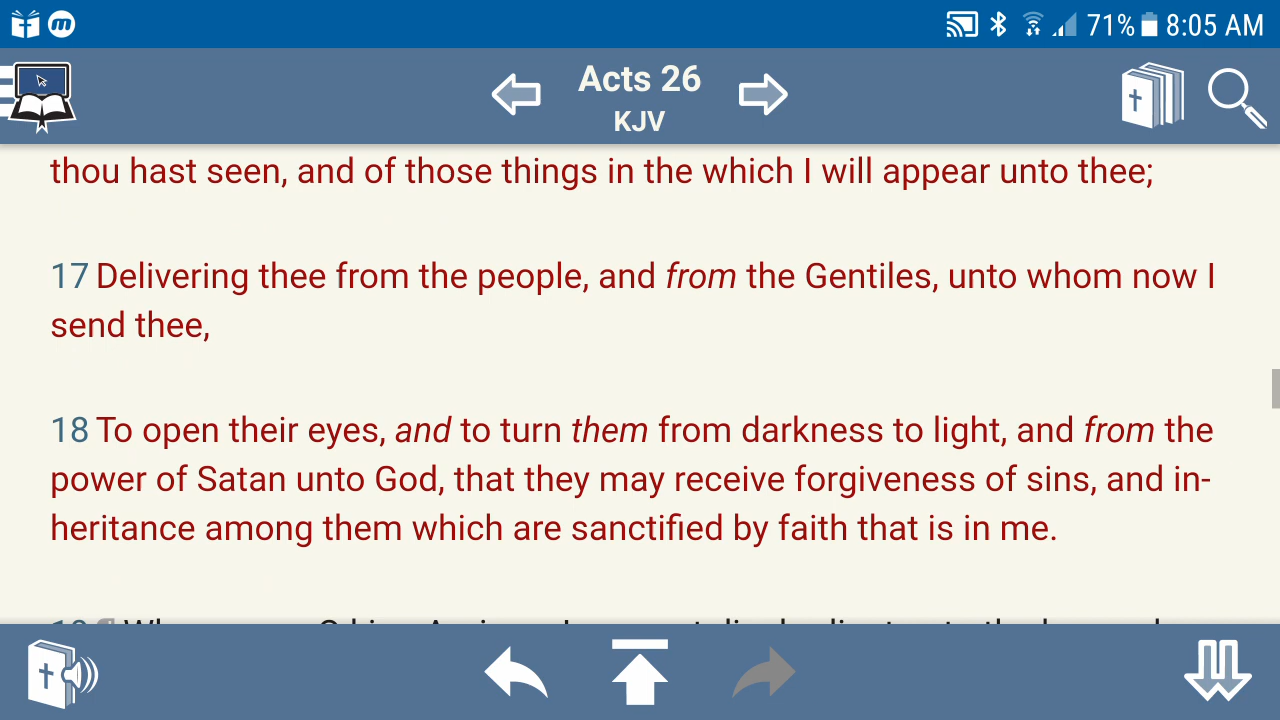 71% 8:05 AM
Acts 26
KJV
thou hast seen, and of those things in the which I will appear unto thee;
17 Delivering thee from the people, and from the Gentiles, unto whom now I
send thee,
18 To open their eyes, and to turn them from darkness to light, and from the
power of Satan unto God, that they may receive forgiveness of sins, and in-
heritance among them which are sanctified by faith that is in me.